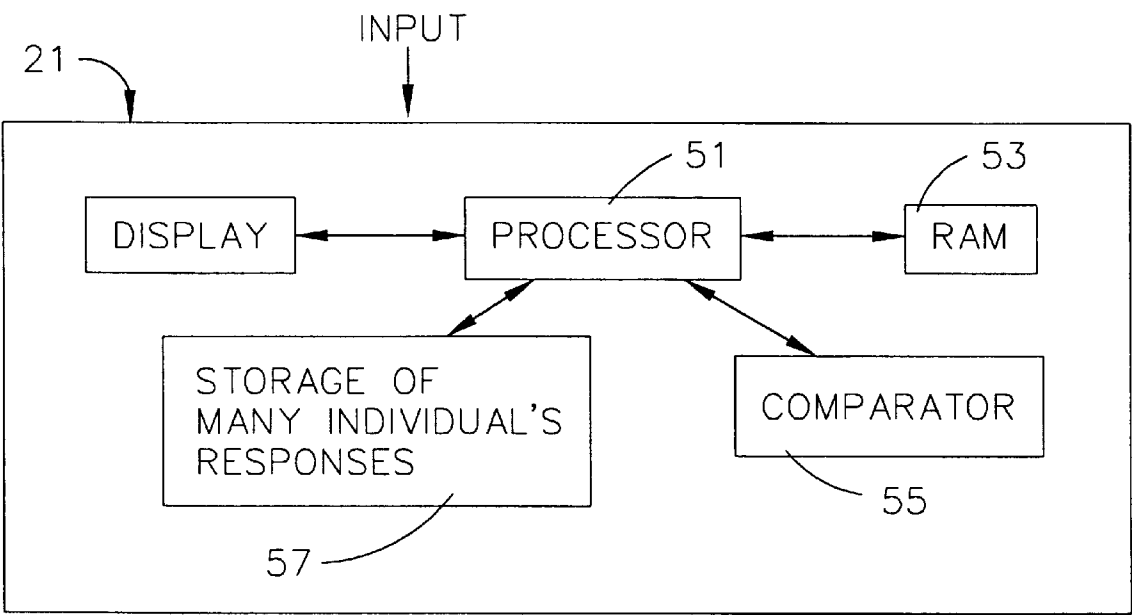 INPUT
21
51
53
DISPLAY
PROCESSOR
RAM
STORAGE OF
MANY INDIVIDUAL'S
RESPONSES
COMPARATOR
55
57